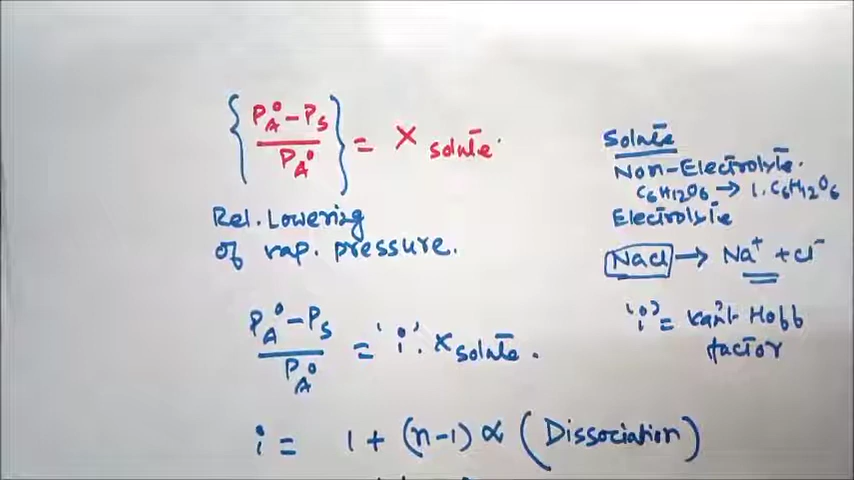 { P_A° - P_S / P_A° } = X solute
Rel. Lowering
of vap. pressure.
P_A° - P_S / P_A° = 'i'. X solute.
i = 1 + (n-1) α (Dissociation)
Solute
Non-Electrolyte.
C6H12O6 → 1. C6H12O6
Electrolyte
NaCl → Na+ + Cl-
'i' = van't Hobb
factor